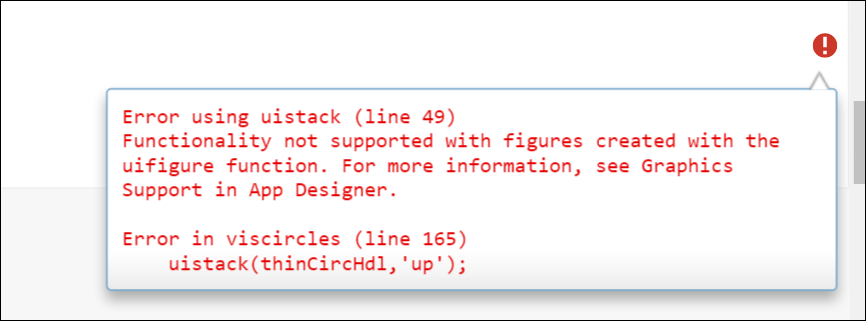 Error using uistack (line 49)
Functionality not supported with figures created with the
uifigure function. For more information, see Graphics
Support in App Designer.
Error in viscircles (line 165)
uistack(thinCircHdl,'up');